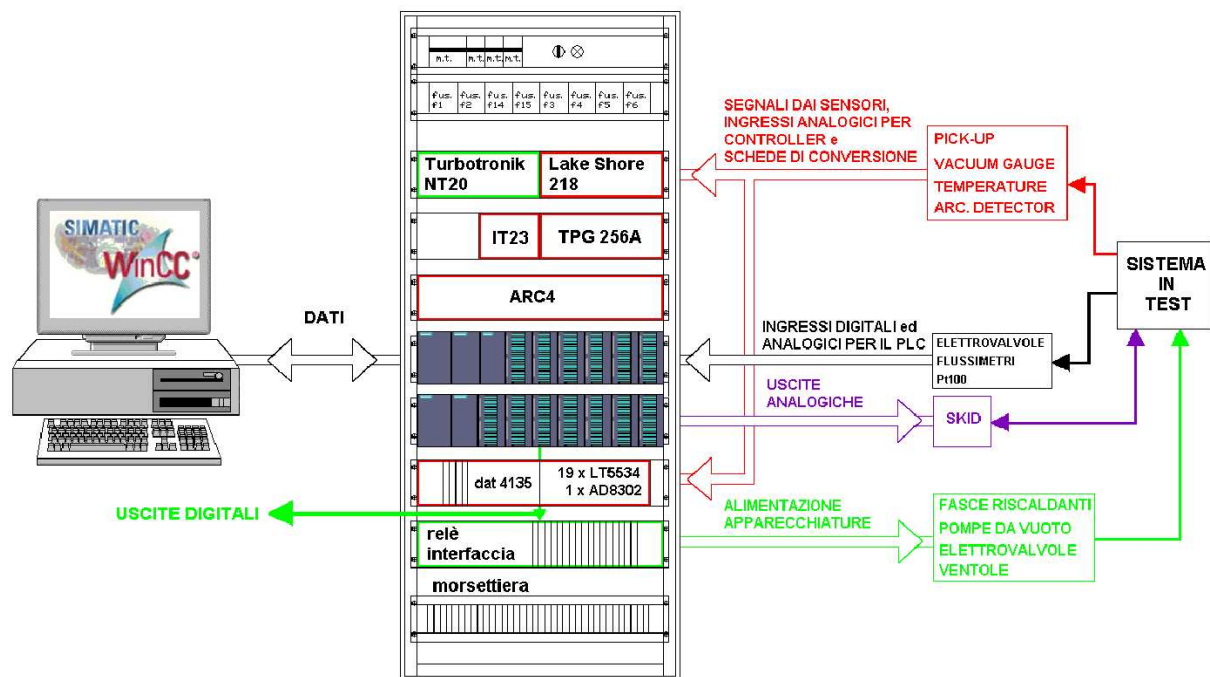 m.t. m.t. m.t. m.t.
fus. fus. fus. fus. fus. fus. fus. fus.
f1 f2 f14 f15 f3 f4 f5 f6
Turbotronik
NT20
Lake Shore
218
IT23
TPG 256A
ARC4
SIMATIC
WinCC
DATI
SEGNALI DAI SENSORI,
INGRESSI ANALOGICI PER
CONTROLLER e
SCHEDE DI CONVERSIONE
PICK-UP
VACUUM GAUGE
TEMPERATURE
ARC. DETECTOR
SISTEMA
IN
TEST
INGRESSI DIGITALI ed
ANALOGICI PER IL PLC
ELETTROVALVOLE
FLUSSIMETRI
Pt100
USCITE
ANALOGICHE
SKID
dat 4135
19 x LT5534
1 x AD8302
USCITE DIGITALI
ALIMENTAZIONE
APPARECCHIATURE
FASCE RISCALDANTI
POMPE DA VUOTO
ELETTROVALVOLE
VENTOLE
relè
interfaccia
morsettiera